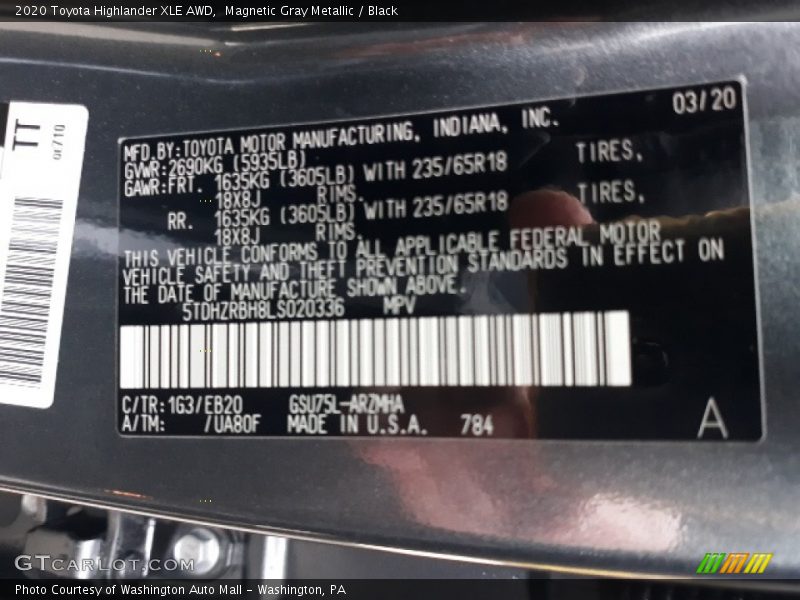 2020 Toyota Highlander XLE AWD,  Magnetic Gray Metallic / Black
TT
03/20
MFD.BY:TOYOTA MOTOR MANUFACTURING, INDIANA, INC.
GVWR:2690KG (5935LB)
GAWR:FRT. 1635KG (3605LB) WITH 235/65R18 TIRES,
18X8J RIMS.
RR. 1635KG (3605LB) WITH 235/65R18 TIRES,
18X8J RIMS.
THIS VEHICLE CONFORMS TO ALL APPLICABLE FEDERAL MOTOR
VEHICLE SAFETY AND THEFT PREVENTION STANDARDS IN EFFECT ON
THE DATE OF MANUFACTURE SHOWN ABOVE.
5TDHZRBH8LS020336 MPV
C/TR:1G3/EB20 GSU75L-ARZMHA
A/TM: /UA80F MADE IN U.S.A. 784
A
GTcarlot.com
Photo Courtesy of Washington Auto Mall - Washington, PA